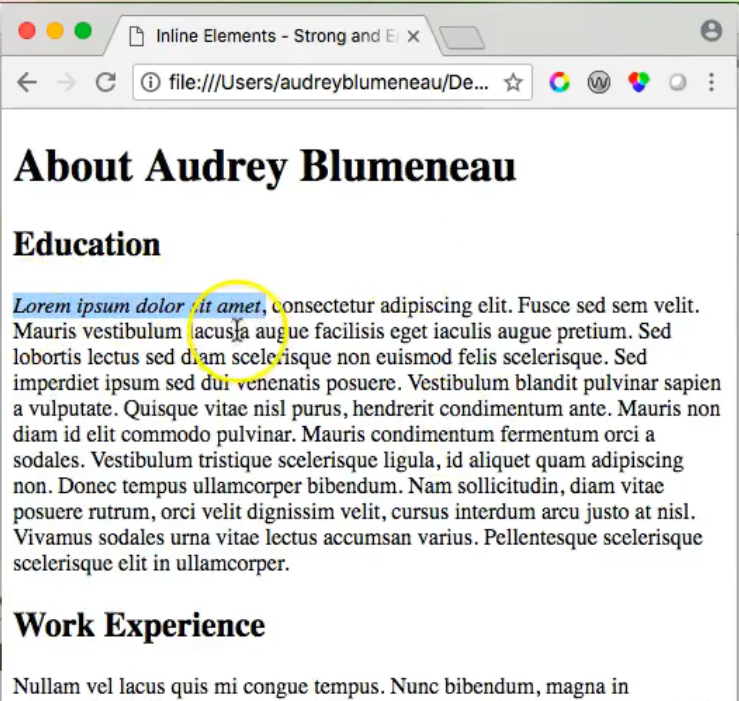 Inline Elements - Strong and E
file:///Users/audreyblumeneau/De...
About Audrey Blumeneau
Education
Lorem ipsum dolor sit amet, consectetur adipiscing elit. Fusce sed sem velit.
Mauris vestibulum augue facilisis eget iaculis augue pretium. Sed
lobortis lectus sed diam scelerisque non euismod felis scelerisque. Sed
imperdiet ipsum sed dui venenatis posuere. Vestibulum blandit pulvinar sapien
a vulputate. Quisque vitae nisl purus, hendrerit condimentum ante. Mauris non
diam id elit commodo pulvinar. Mauris condimentum fermentum orci a
sodales. Vestibulum tristique scelerisque ligula, id aliquet quam adipiscing
non. Donec tempus ullamcorper bibendum. Nam sollicitudin, diam vitae
posuere rutrum, orci velit dignissim velit, cursus interdum arcu justo at nisl.
Vivamus sodales urna vitae lectus accumsan varius. Pellentesque scelerisque
scelerisque elit in ullamcorper.
Work Experience
Nullam vel lacus quis mi congue tempus. Nunc bibendum, magna in